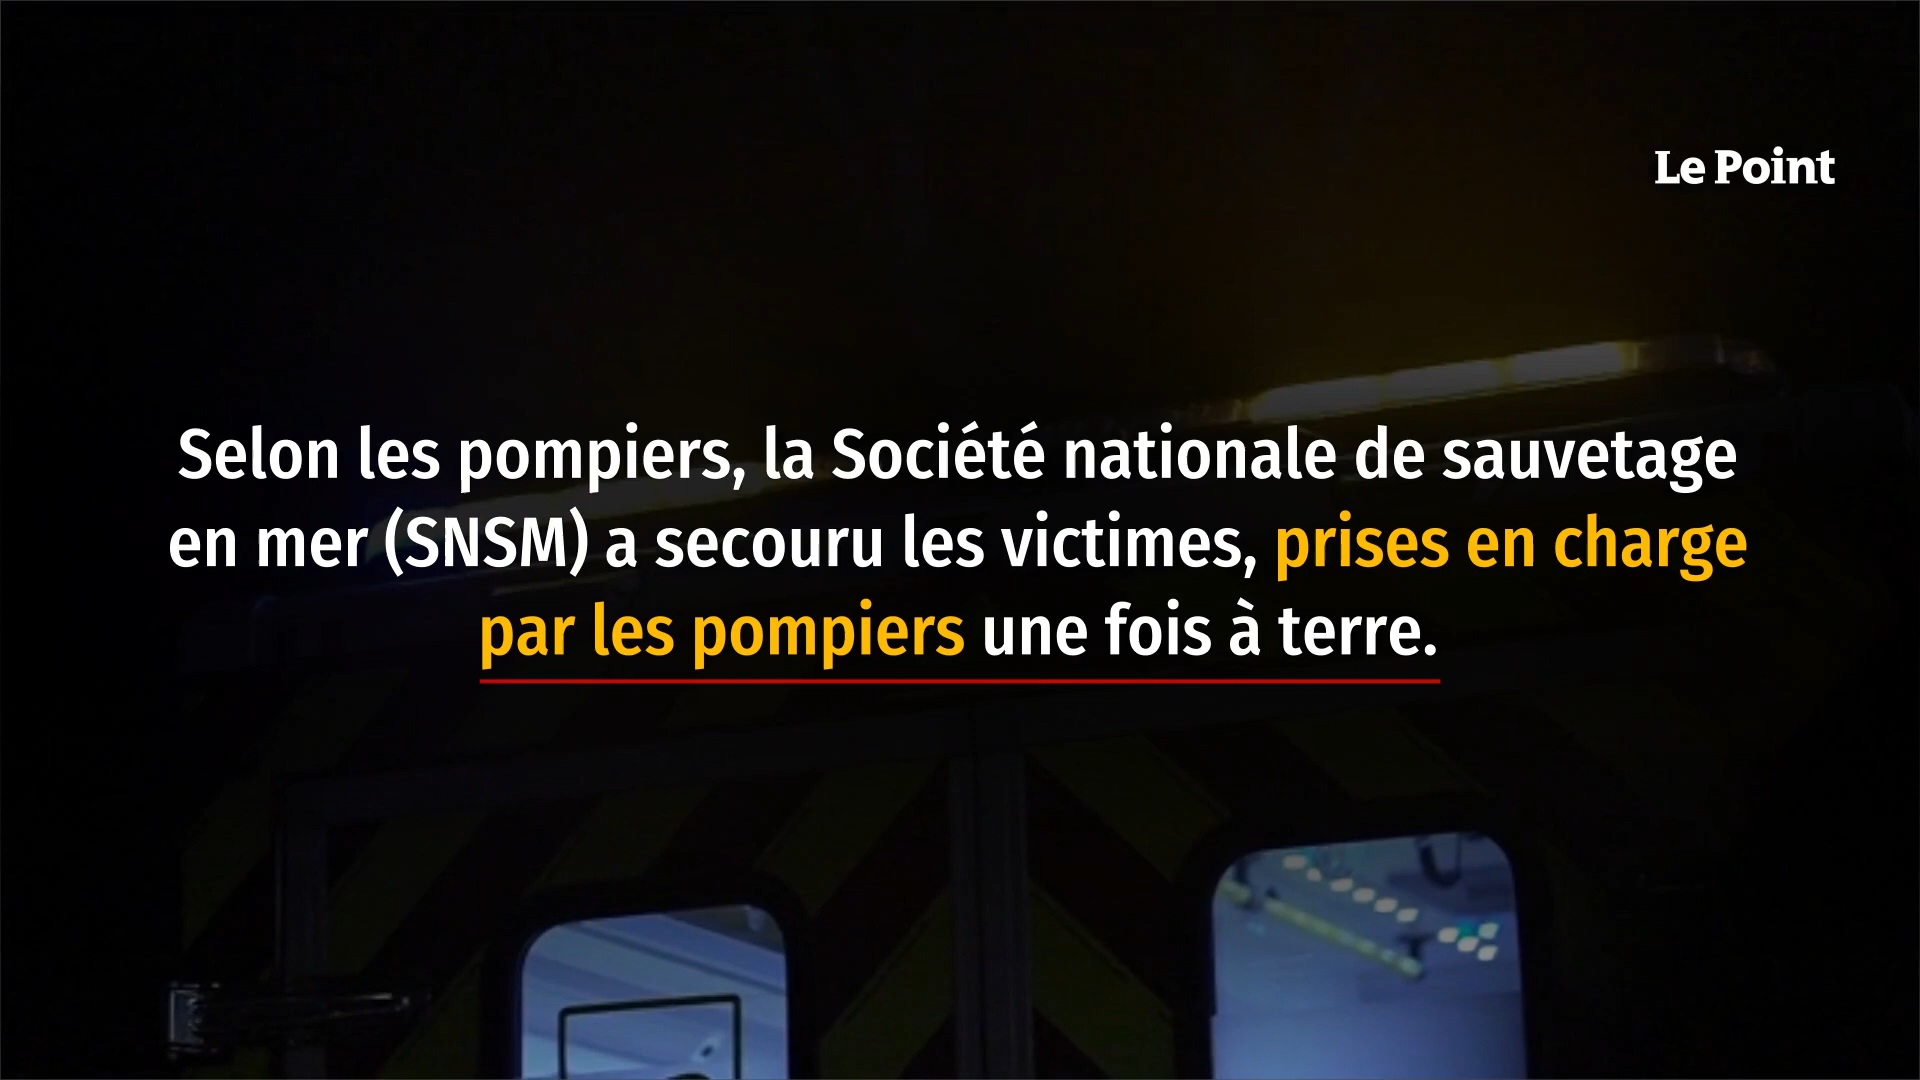 Le Point
Selon les pompiers, la Société nationale de sauvetage
en mer (SNSM) a secouru les victimes, prises en charge
par les pompiers une fois à terre.